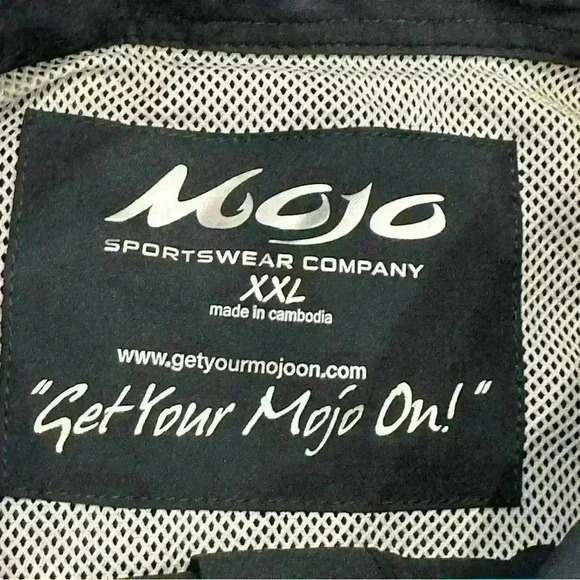 MOJO
SPORTSWEAR COMPANY
XXL
made in cambodia
www.getyourmojoon.com
"Get Your Mojo On!"